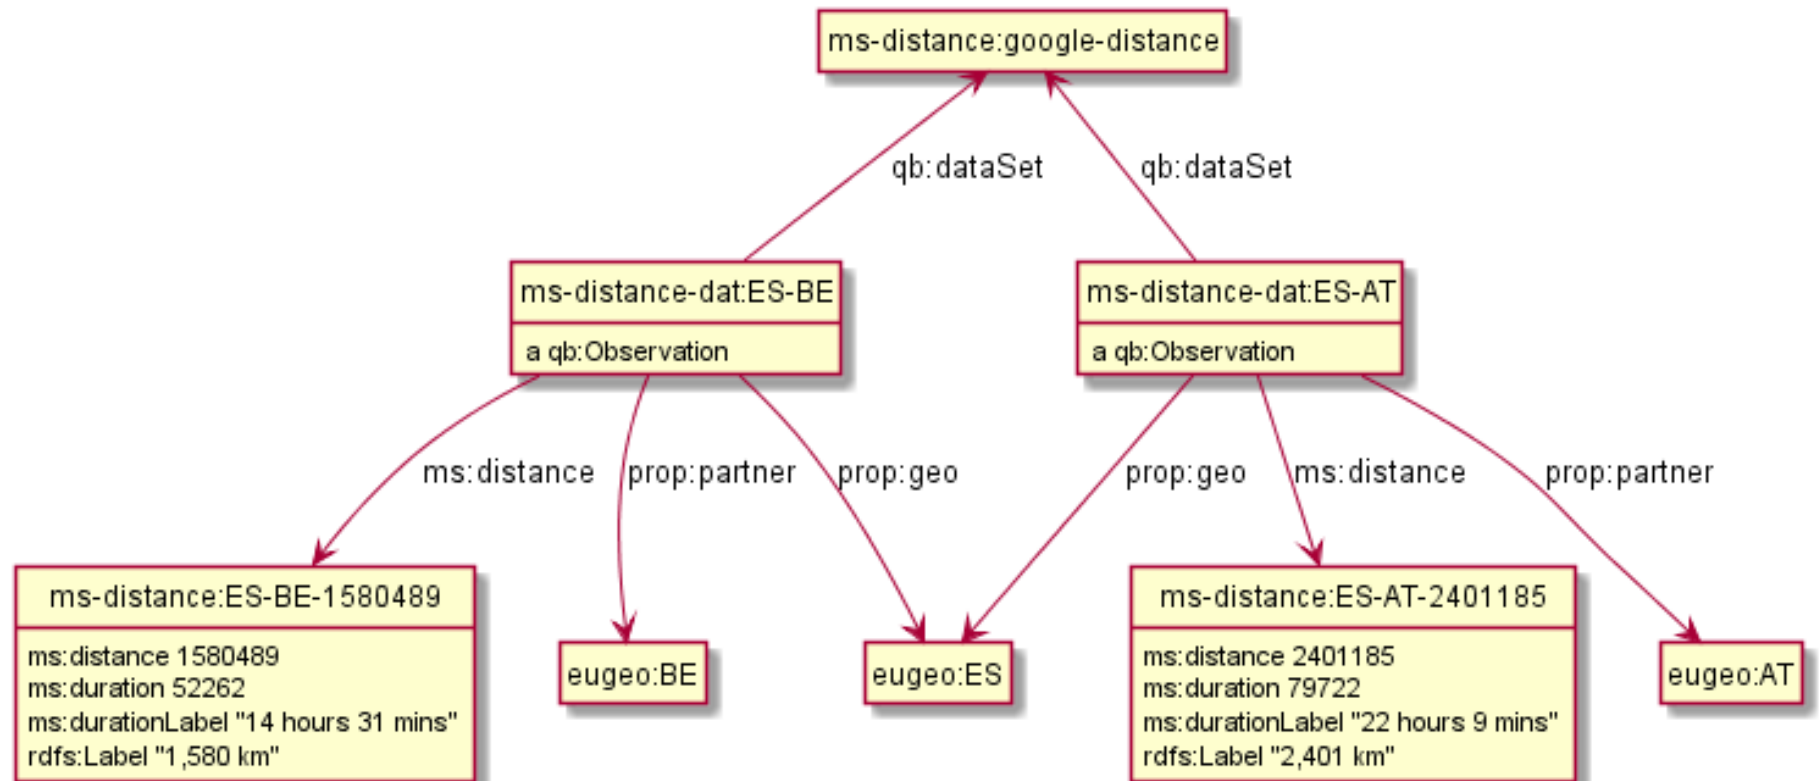 ms-distance:google-distance
qb:dataSet
qb:dataSet
ms-distance-dat:ES-BE
a qb:Observation
ms-distance-dat:ES-AT
a qb:Observation
ms:distance
prop:partner
prop:geo
prop:geo
ms:distance
prop:partner
ms-distance:ES-BE-1580489
ms:distance 1580489
ms:duration 52262
ms:durationLabel "14 hours 31 mins"
rdfs:Label "1,580 km"
eugeo:BE
eugeo:ES
ms-distance:ES-AT-2401185
ms:distance 2401185
ms:duration 79722
ms:durationLabel "22 hours 9 mins"
rdfs:Label "2,401 km"
eugeo:AT